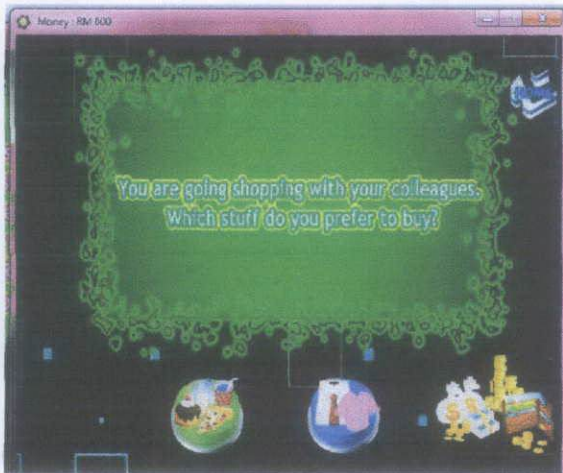 Money : RM 600
You are going shopping with your colleagues.
Which stuff do you prefer to buy?